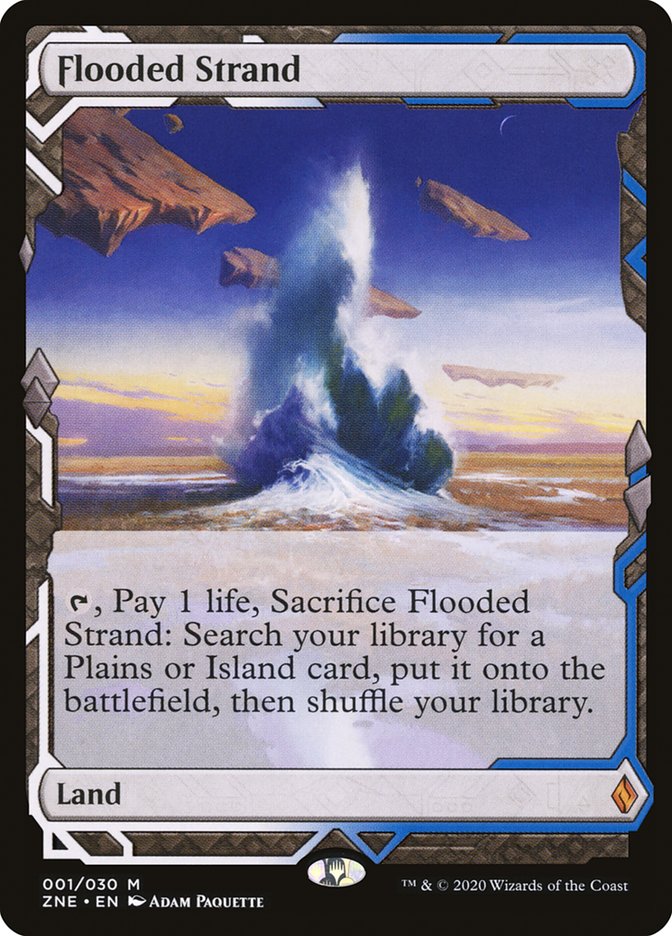 Flooded Strand
, Pay 1 life, Sacrifice Flooded
Strand: Search your library for a
Plains or Island card, put it onto the
battlefield, then shuffle your library.
Land
001/030 M
ZNE • EN Adam Paquette
™ & © 2020 Wizards of the Coast